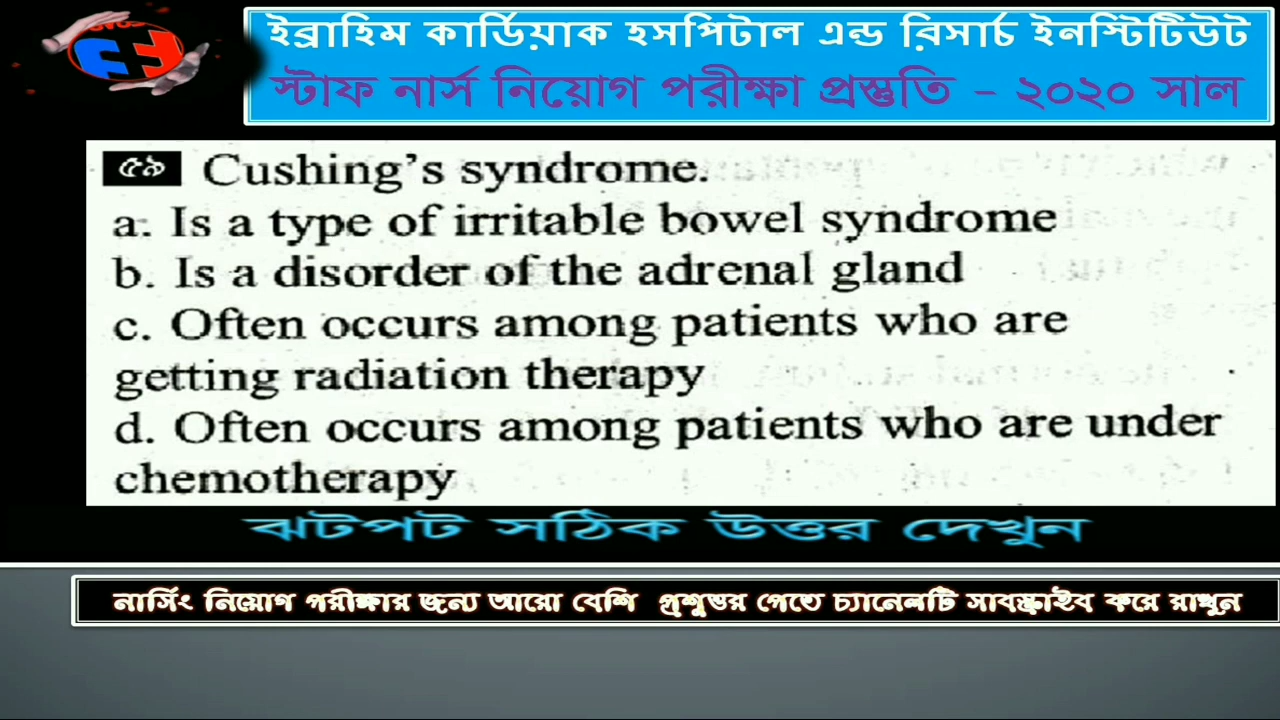 ইব্রাহিম কার্ডিয়াক হসপিটাল এন্ড রিসার্চ ইনস্টিটিউট
স্টাফ নার্স নিয়োগ পরীক্ষা প্রস্তুতি – ২০২০ সাল
৫৯ Cushing’s syndrome.
a. Is a type of irritable bowel syndrome
b. Is a disorder of the adrenal gland
c. Often occurs among patients who are
getting radiation therapy
d. Often occurs among patients who are under
chemotherapy
ঝটপট সঠিক উত্তর দেখুন
নার্সিং নিয়োগ পরীক্ষার জন্য আরো বেশি প্রশ্নুত্তর পেতে চ্যানেলটি সাবস্ক্রাইব করে রাখুন